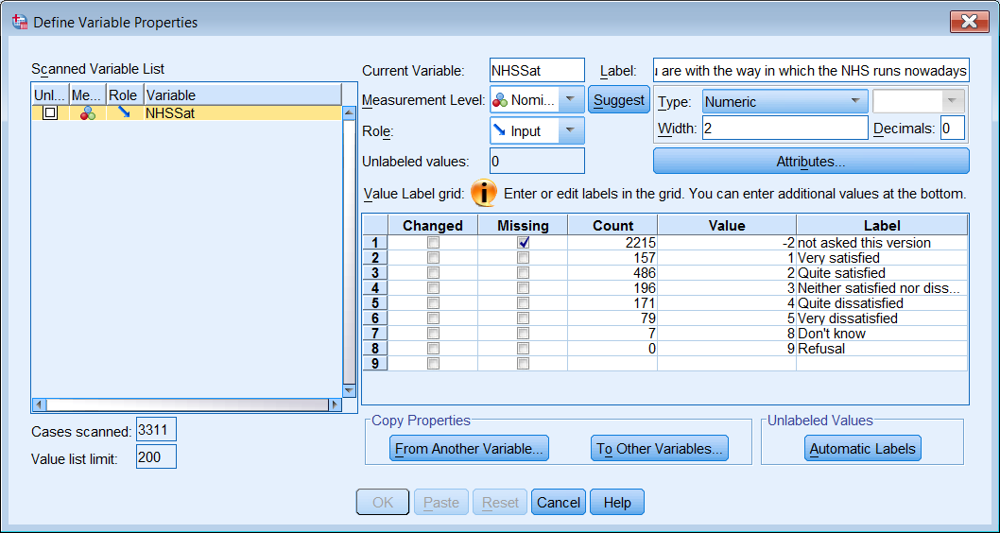 Define Variable Properties
Scanned Variable List
Unl... Me... Role Variable
NHSSat
Cases scanned: 3311
Value list limit: 200
Current Variable: NHSSat Label: u are with the way in which the NHS runs nowadays
Measurement Level: Nomi... Suggest Type: Numeric
Role: Input Width: 2 Decimals: 0
Unlabeled values: 0 Attributes...
Value Label grid: i Enter or edit labels in the grid. You can enter additional values at the bottom.
Changed Missing Count Value Label
1 2215 -2 not asked this version
2 157 1 Very satisfied
3 486 2 Quite satisfied
4 196 3 Neither satisfied nor diss...
5 171 4 Quite dissatisfied
6 79 5 Very dissatisfied
7 7 8 Don't know
8 0 9 Refusal
9
Copy Properties Unlabeled Values
From Another Variable... To Other Variables... Automatic Labels
OK Paste Reset Cancel Help